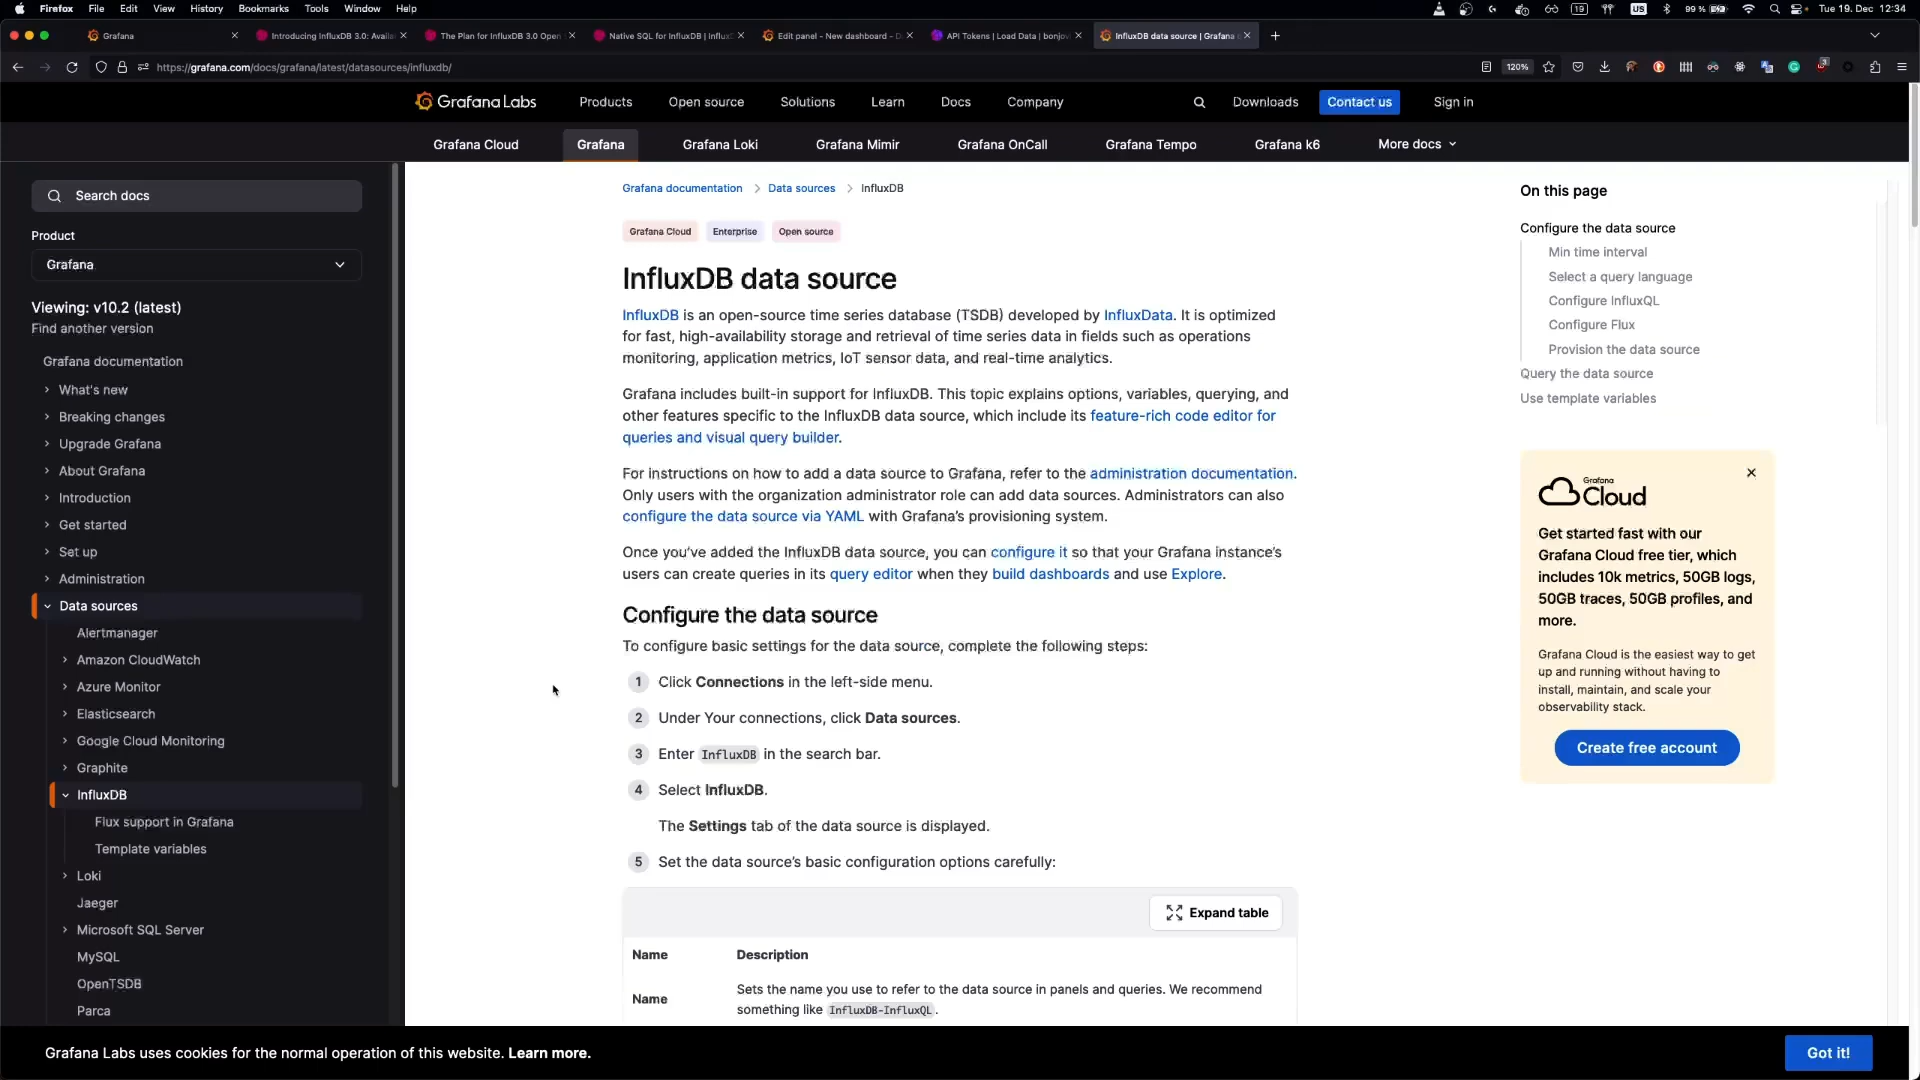 Firefox File Edit View History Bookmarks Tools Window Help
19 US 99 % Tue 19. Dec 12:34
Grafana
Introducing InfluxDB 3.0: Availa
The Plan for InfluxDB 3.0 Open
Native SQL for InfluxDB | Influx
Edit panel - New dashboard - D
API Tokens | Load Data | bonjov
InfluxDB data source | Grafana
https://grafana.com/docs/grafana/latest/datasources/influxdb/
120%
3
Grafana Labs Products Open source Solutions Learn Docs Company Downloads Contact us Sign in
Grafana Cloud Grafana Grafana Loki Grafana Mimir Grafana OnCall Grafana Tempo Grafana k6 More docs
Search docs
Product
Grafana
Viewing: v10.2 (latest)
Find another version
Grafana documentation
What's new
Breaking changes
Upgrade Grafana
About Grafana
Introduction
Get started
Set up
Administration
Data sources
Alertmanager
Amazon CloudWatch
Azure Monitor
Elasticsearch
Google Cloud Monitoring
Graphite
InfluxDB
Flux support in Grafana
Template variables
Loki
Jaeger
Microsoft SQL Server
MySQL
OpenTSDB
Parca
Grafana documentation > Data sources > InfluxDB
Grafana Cloud Enterprise Open source
InfluxDB data source
InfluxDB is an open-source time series database (TSDB) developed by InfluxData. It is optimized
for fast, high-availability storage and retrieval of time series data in fields such as operations
monitoring, application metrics, IoT sensor data, and real-time analytics.
Grafana includes built-in support for InfluxDB. This topic explains options, variables, querying, and
other features specific to the InfluxDB data source, which include its feature-rich code editor for
queries and visual query builder.
For instructions on how to add a data source to Grafana, refer to the administration documentation.
Only users with the organization administrator role can add data sources. Administrators can also
configure the data source via YAML with Grafana's provisioning system.
Once you've added the InfluxDB data source, you can configure it so that your Grafana instance's
users can create queries in its query editor when they build dashboards and use Explore.
Configure the data source
To configure basic settings for the data source, complete the following steps:
1 Click Connections in the left-side menu.
2 Under Your connections, click Data sources.
3 Enter InfluxDB in the search bar.
4 Select InfluxDB.
The Settings tab of the data source is displayed.
5 Set the data source's basic configuration options carefully:
Expand table
Name Description
Name Sets the name you use to refer to the data source in panels and queries. We recommend
something like InfluxDB-InfluxQL.
On this page
Configure the data source
Min time interval
Select a query language
Configure InfluxQL
Configure Flux
Provision the data source
Query the data source
Use template variables
Grafana
Cloud
Get started fast with our
Grafana Cloud free tier, which
includes 10k metrics, 50GB logs,
50GB traces, 50GB profiles, and
more.
Grafana Cloud is the easiest way to get
up and running without having to
install, maintain, and scale your
observability stack.
Create free account
Grafana Labs uses cookies for the normal operation of this website. Learn more.
Got it!